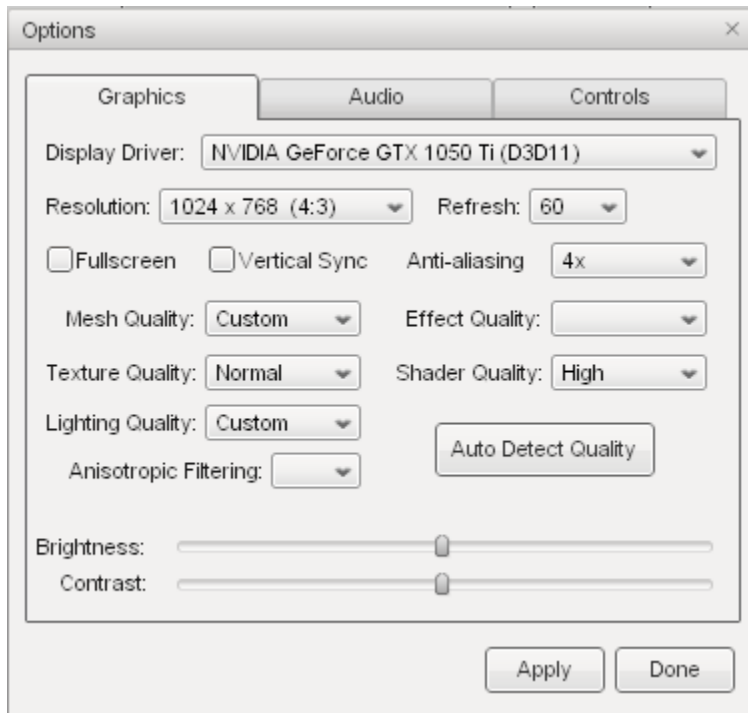 Options
Graphics Audio Controls
Display Driver: NVIDIA GeForce GTX 1050 Ti (D3D11)
Resolution: 1024 x 768 (4:3) Refresh: 60
Fullscreen Vertical Sync Anti-aliasing 4x
Mesh Quality: Custom Effect Quality:
Texture Quality: Normal Shader Quality: High
Lighting Quality: Custom
Auto Detect Quality
Anisotropic Filtering:
Brightness:
Contrast:
Apply Done